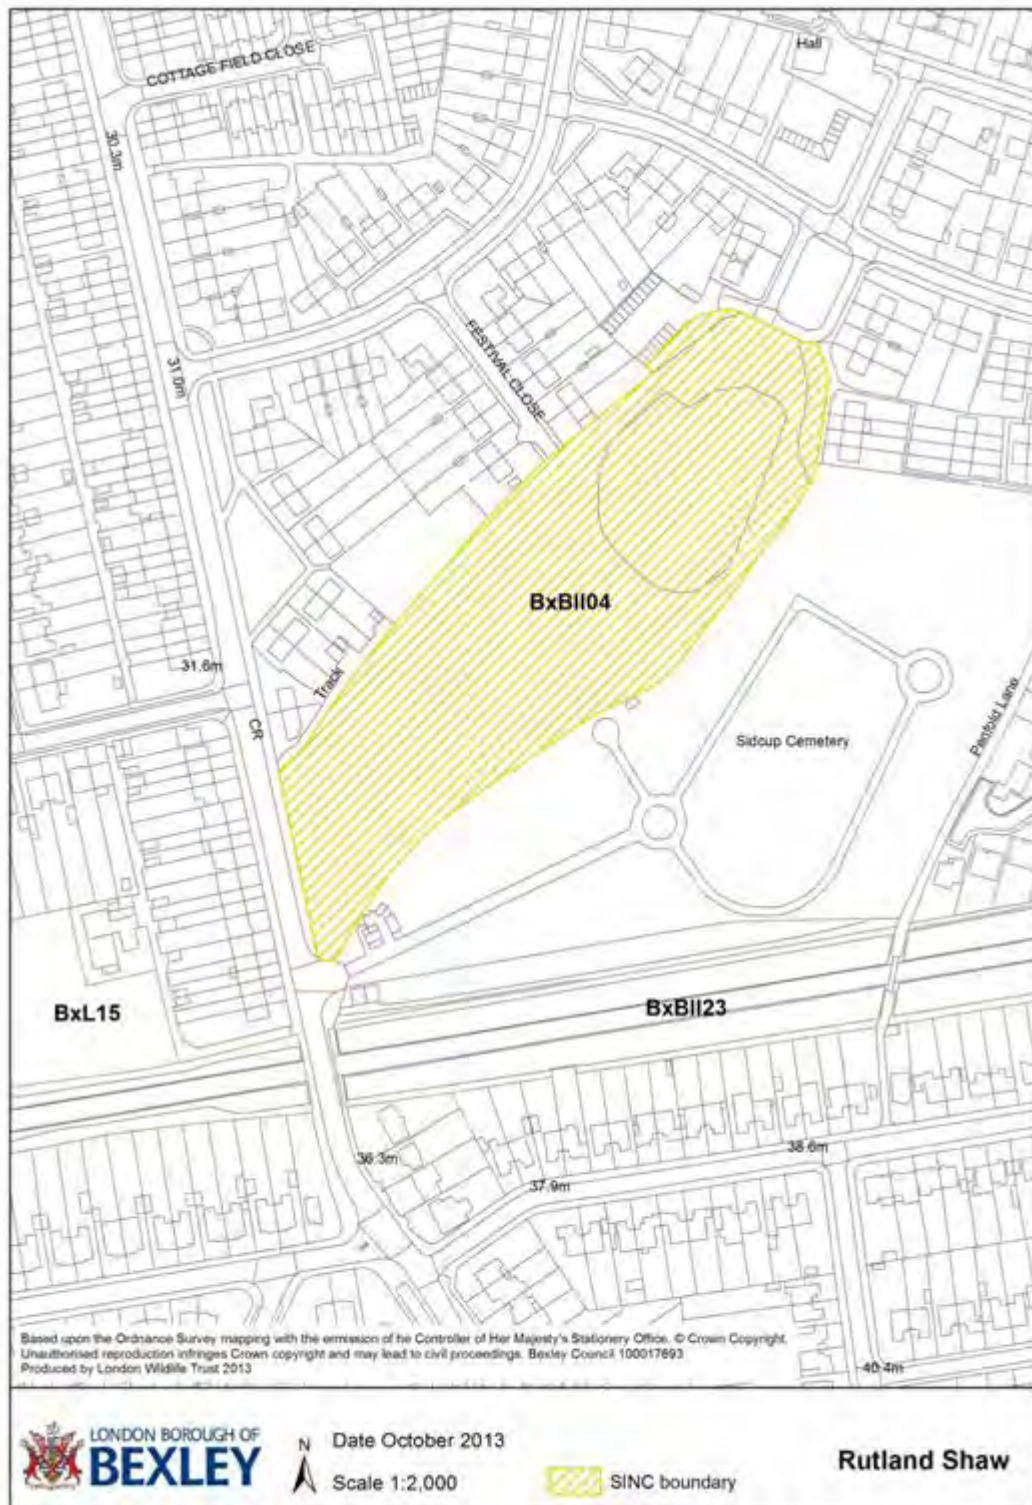 Hall
COTTAGE FIELD CLOSE
30.3m
31.0m
FESTIVAL CLOSE
BxBII04
31.6m
Track
CR
Sidcup Cemetery
Penfold Lane
BxL15
BxBII23
36.3m
38.6m
37.9m
Based upon the Ordnance Survey mapping with the ermission of he Controller of Her Majesty's Stationery Office. © Crown Copyright.
Unauthorised reproduction infringes Crown copyright and may lead to civil proceedings. Bexley Council 100017693
Produced by London Wildlife Trust 2013
40.4m
LONDON BOROUGH OF
BEXLEY
N
Date October 2013
Scale 1:2,000
SINC boundary
Rutland Shaw